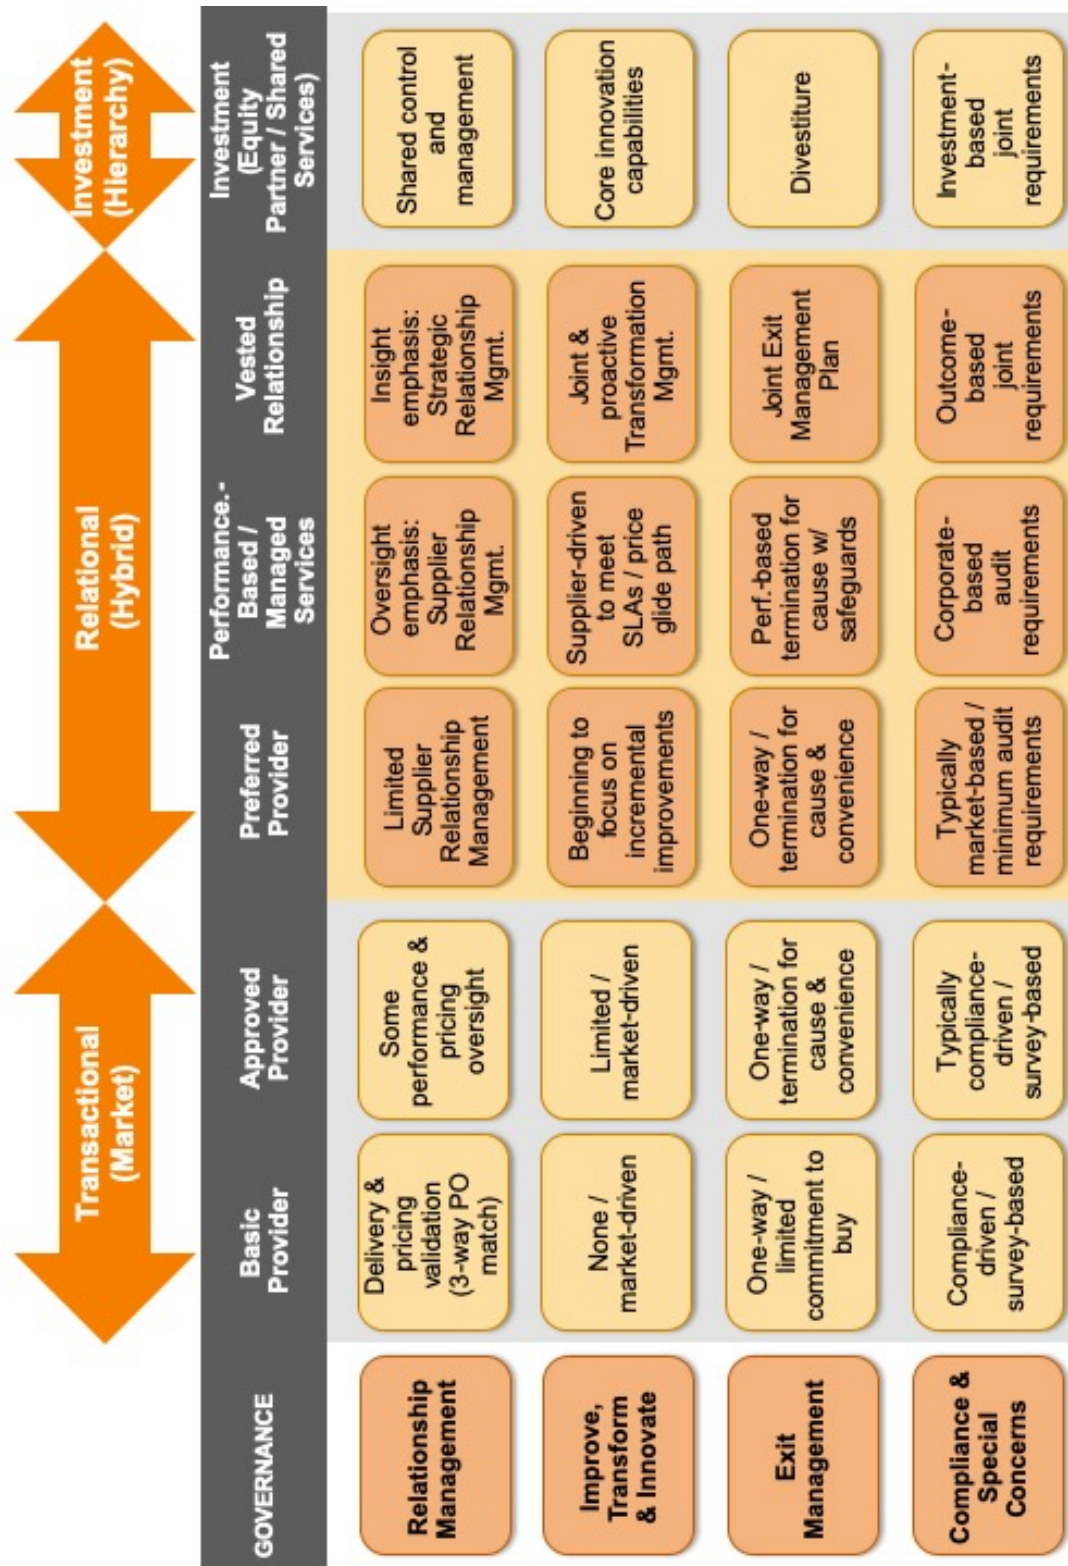 Transactional
(Market)
Relational
(Hybrid)
Investment
(Hierarchy)
GOVERNANCE
Basic
Provider
Approved
Provider
Preferred
Provider
Performance.-
Based /
Managed
Services
Vested
Relationship
Investment
(Equity
Partner / Shared
Services)
Relationship
Management
Delivery &
pricing
validation
(3-way PO
match)
Some
performance &
pricing
oversight
Limited
Supplier
Relationship
Management
Oversight
emphasis:
Supplier
Relationship
Mgmt.
Insight
emphasis:
Strategic
Relationship
Mgmt.
Shared control
and
management
Improve,
Transform
& Innovate
None /
market-driven
Limited /
market-driven
Beginning to
focus on
incremental
improvements
Supplier-driven
to meet
SLAs / price
glide path
Joint &
proactive
Transformation
Mgmt.
Core innovation
capabilities
Exit
Management
One-way /
limited
commitment to
buy
One-way /
termination for
cause &
convenience
One-way /
termination for
cause &
convenience
Perf.-based
termination for
cause w/
safeguards
Joint Exit
Management
Plan
Divestiture
Compliance &
Special
Concerns
Compliance-
driven /
survey-based
Typically
compliance-
driven /
survey-based
Typically
market-based /
minimum audit
requirements
Corporate-
based
audit
requirements
Outcome-
based
joint
requirements
Investment-
based
joint
requirements